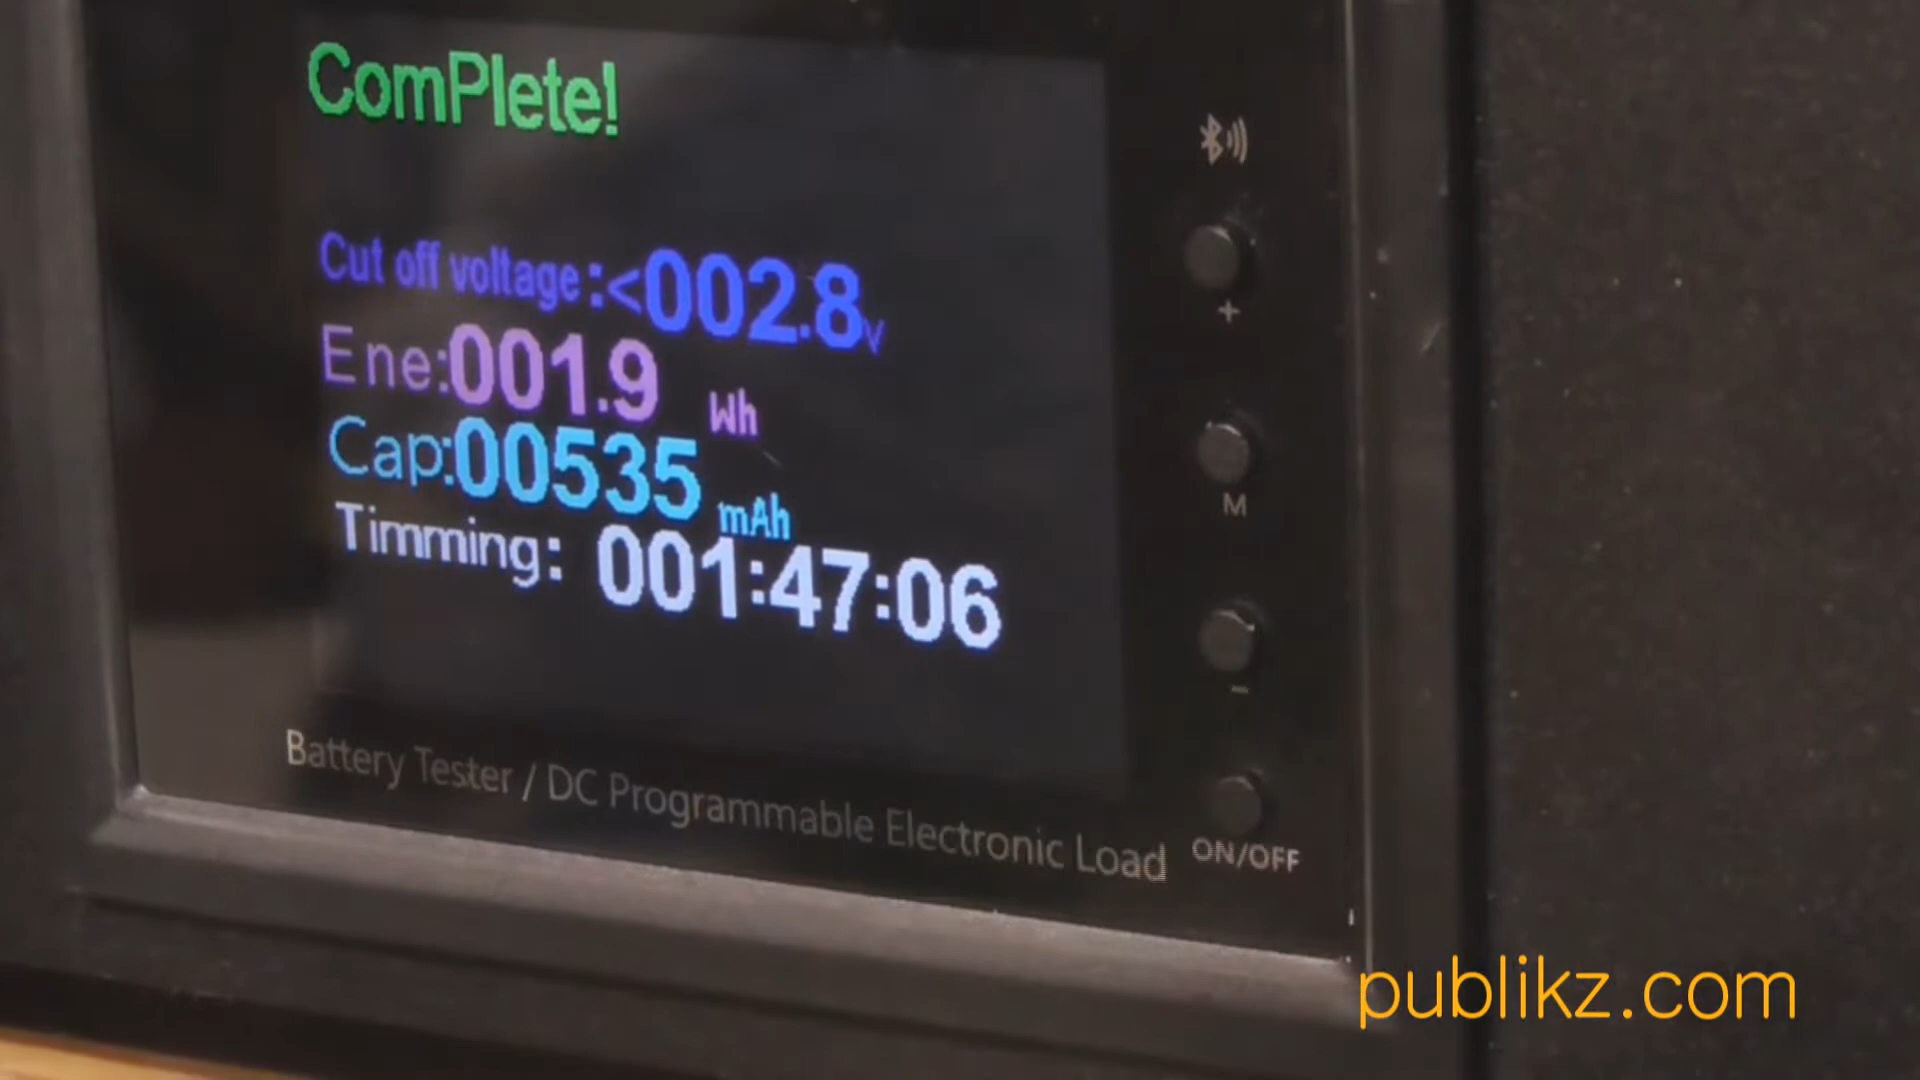 ComPlete!
Cut off voltage:<002.8v
Ene:001.9 Wh
Cap:00535 mAh
Timming: 001:47:06
+
M
-
ON/OFF
Battery Tester / DC Programmable Electronic Load
publikz.com